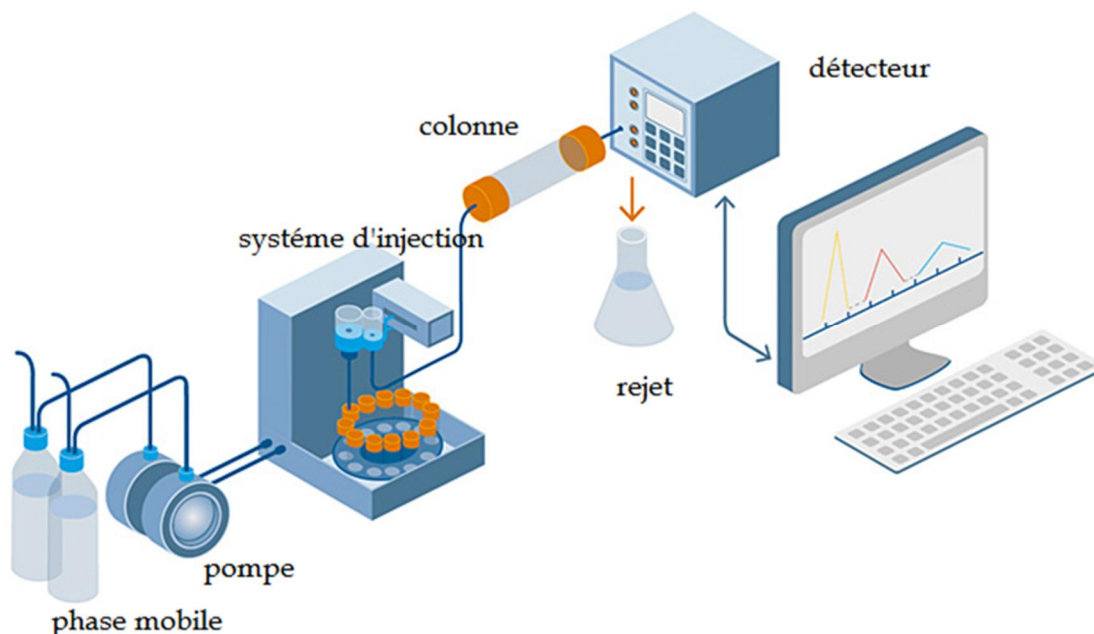 détecteur
colonne
systéme d'injection
rejet
pompe
phase mobile